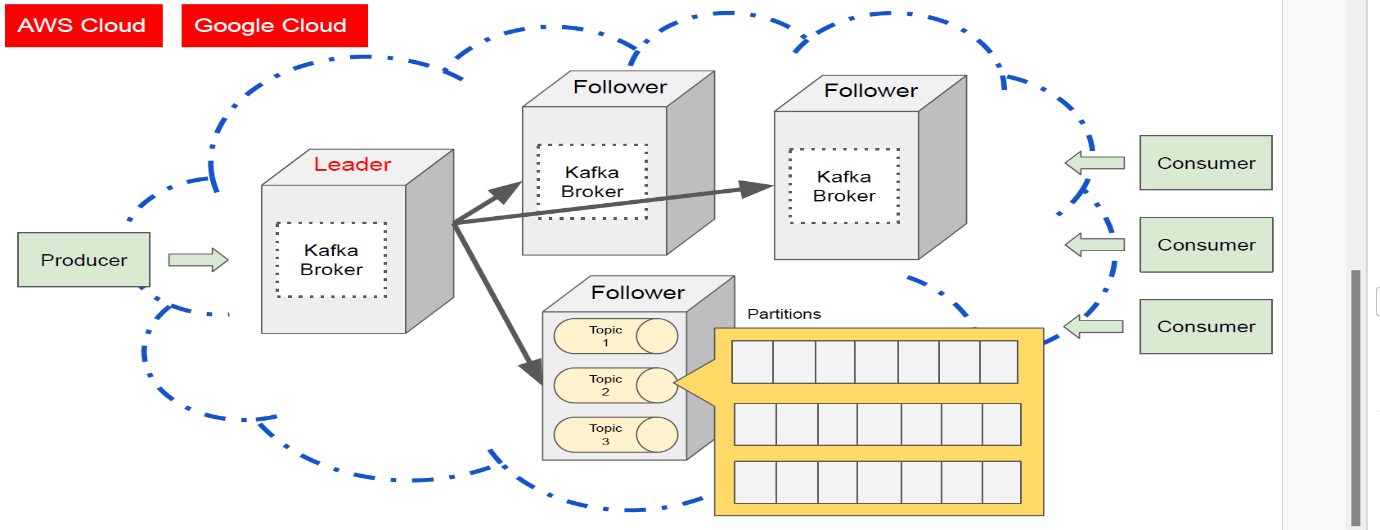 AWS Cloud
Google Cloud
Follower
Follower
Leader
Kafka
Broker
Kafka
Broker
Kafka
Broker
Producer
Consumer
Consumer
Consumer
Follower
Topic
1
Topic
2
Topic
3
Partitions